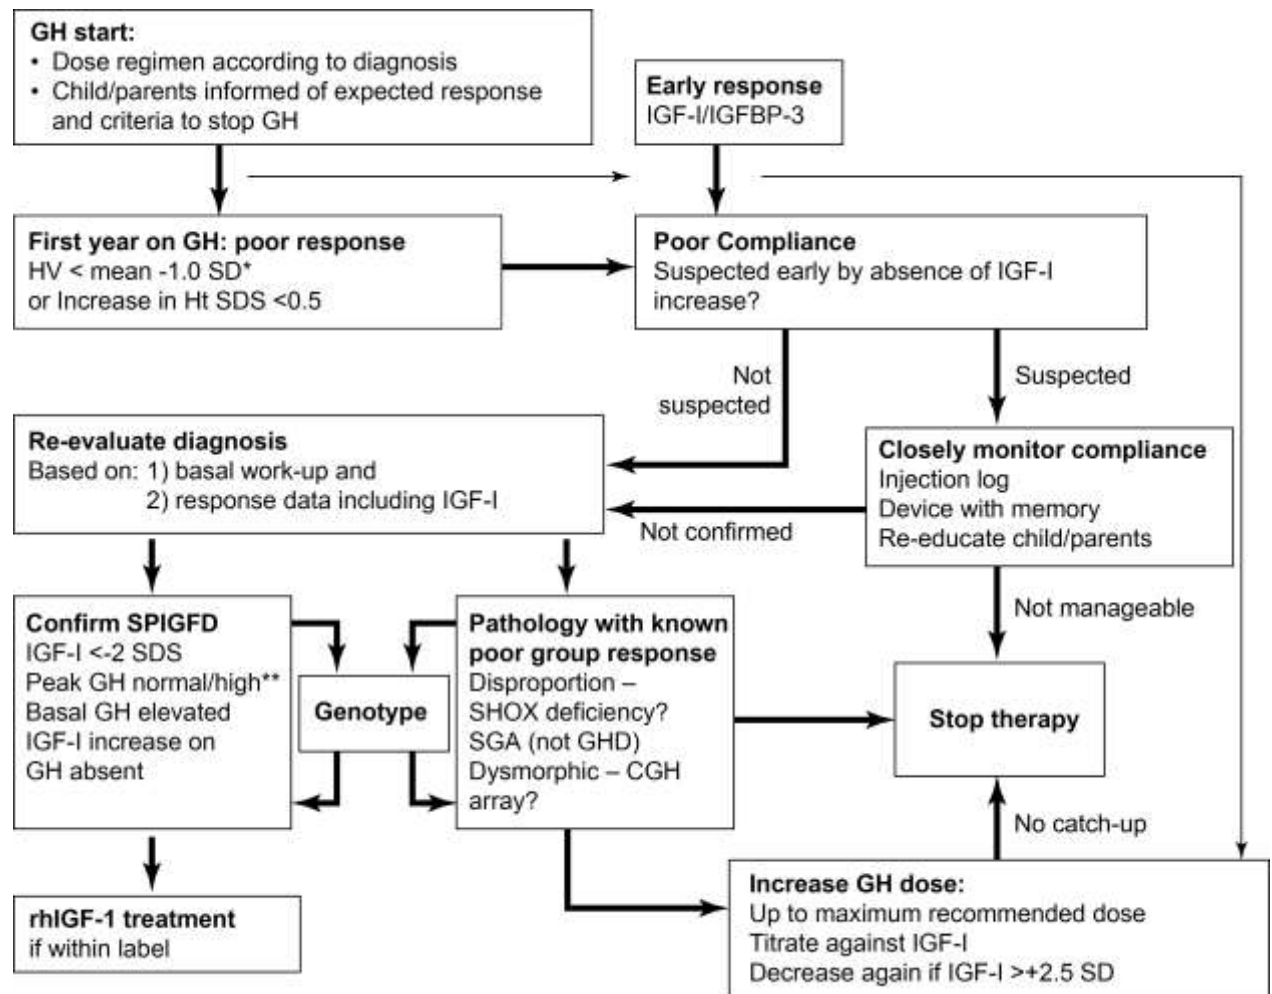 GH start:
• Dose regimen according to diagnosis
• Child/parents informed of expected response
and criteria to stop GH
Early response
IGF-I/IGFBP-3
First year on GH: poor response
HV < mean -1.0 SD*
or Increase in Ht SDS <0.5
Poor Compliance
Suspected early by absence of IGF-I
increase?
Not
suspected
Suspected
Re-evaluate diagnosis
Based on: 1) basal work-up and
2) response data including IGF-I
Closely monitor compliance
Injection log
Device with memory
Re-educate child/parents
Not confirmed
Not manageable
Confirm SPIGFD
IGF-I <-2 SDS
Peak GH normal/high**
Basal GH elevated
IGF-I increase on
GH absent
Genotype
Pathology with known
poor group response
Disproportion –
SHOX deficiency?
SGA (not GHD)
Dysmorphic – CGH
array?
Stop therapy
No catch-up
rhIGF-1 treatment
if within label
Increase GH dose:
Up to maximum recommended dose
Titrate against IGF-I
Decrease again if IGF-I >+2.5 SD